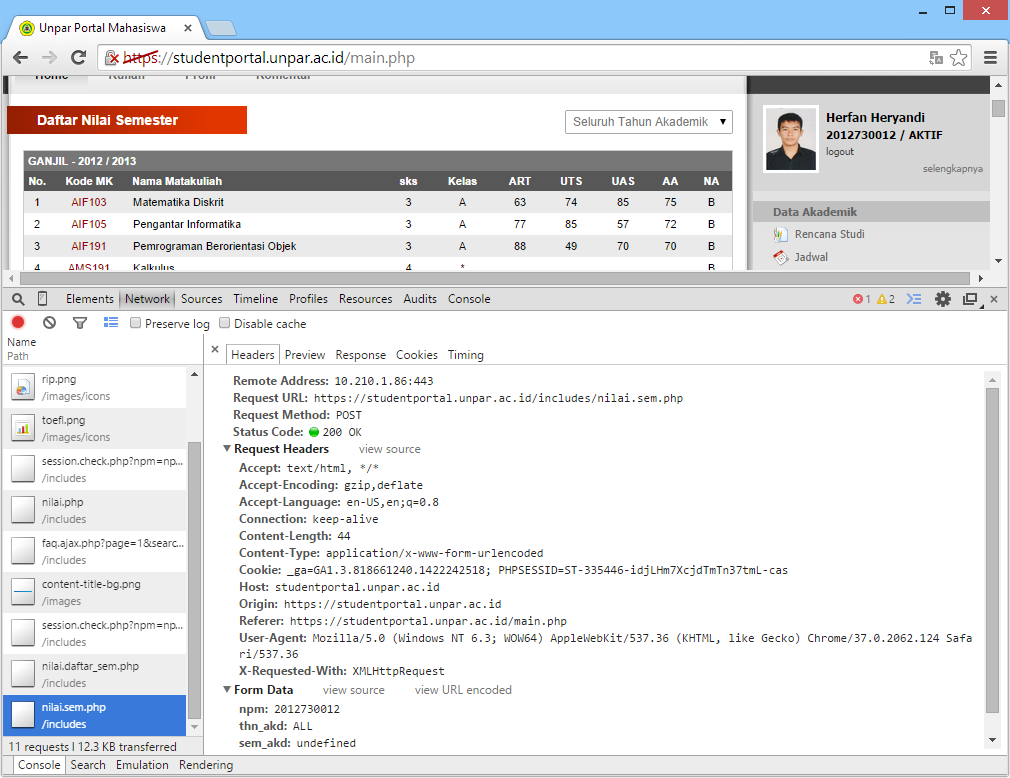 Unpar Portal Mahasiswa
https://studentportal.unpar.ac.id/main.php
Home Kuliah Profil Komentar
Daftar Nilai Semester
Seluruh Tahun Akademik
Herfan Heryandi
2012730012 / AKTIF
logout
selengkapnya
GANJIL - 2012 / 2013
No. Kode MK Nama Matakuliah sks Kelas ART UTS UAS AA NA
1 AIF103 Matematika Diskrit 3 A 63 74 85 75 B
2 AIF105 Pengantar Informatika 3 A 77 85 57 72 B
3 AIF191 Pemrograman Berorientasi Objek 3 A 88 49 70 70 B
4 AMS191 Kalkulus 4 * B
Data Akademik
Rencana Studi
Jadwal
Elements Network Sources Timeline Profiles Resources Audits Console 1 2
Preserve log Disable cache
Name
Path
rip.png
/images/icons
toefl.png
/images/icons
session.check.php?npm=np...
/includes
nilai.php
/includes
faq.ajax.php?page=1&searc...
/includes
content-title-bg.png
/images
session.check.php?npm=np...
/includes
nilai.daftar_sem.php
/includes
nilai.sem.php
/includes
11 requests | 12.3 KB transferred
Headers Preview Response Cookies Timing
Remote Address: 10.210.1.86:443
Request URL: https://studentportal.unpar.ac.id/includes/nilai.sem.php
Request Method: POST
Status Code: 200 OK
Request Headers view source
Accept: text/html, */*
Accept-Encoding: gzip,deflate
Accept-Language: en-US,en;q=0.8
Connection: keep-alive
Content-Length: 44
Content-Type: application/x-www-form-urlencoded
Cookie: _ga=GA1.3.818661240.1422242518; PHPSESSID=ST-335446-idjLHm7XcjdTmTn37tmL-cas
Host: studentportal.unpar.ac.id
Origin: https://studentportal.unpar.ac.id
Referer: https://studentportal.unpar.ac.id/main.php
User-Agent: Mozilla/5.0 (Windows NT 6.3; WOW64) AppleWebKit/537.36 (KHTML, like Gecko) Chrome/37.0.2062.124 Safa
ri/537.36
X-Requested-With: XMLHttpRequest
Form Data view source view URL encoded
npm: 2012730012
thn_akd: ALL
sem_akd: undefined
Console Search Emulation Rendering